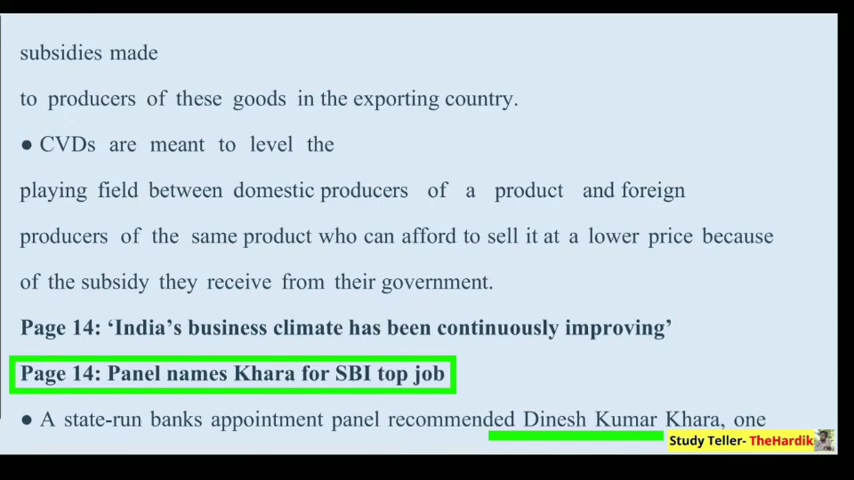 subsidies made
to producers of these goods in the exporting country.
● CVDs are meant to level the
playing field between domestic producers of a product and foreign
producers of the same product who can afford to sell it at a lower price because
of the subsidy they receive from their government.
Page 14: ‘India’s business climate has been continuously improving’
Page 14: Panel names Khara for SBI top job
● A state-run banks appointment panel recommended Dinesh Kumar Khara, one
Study Teller- TheHardik